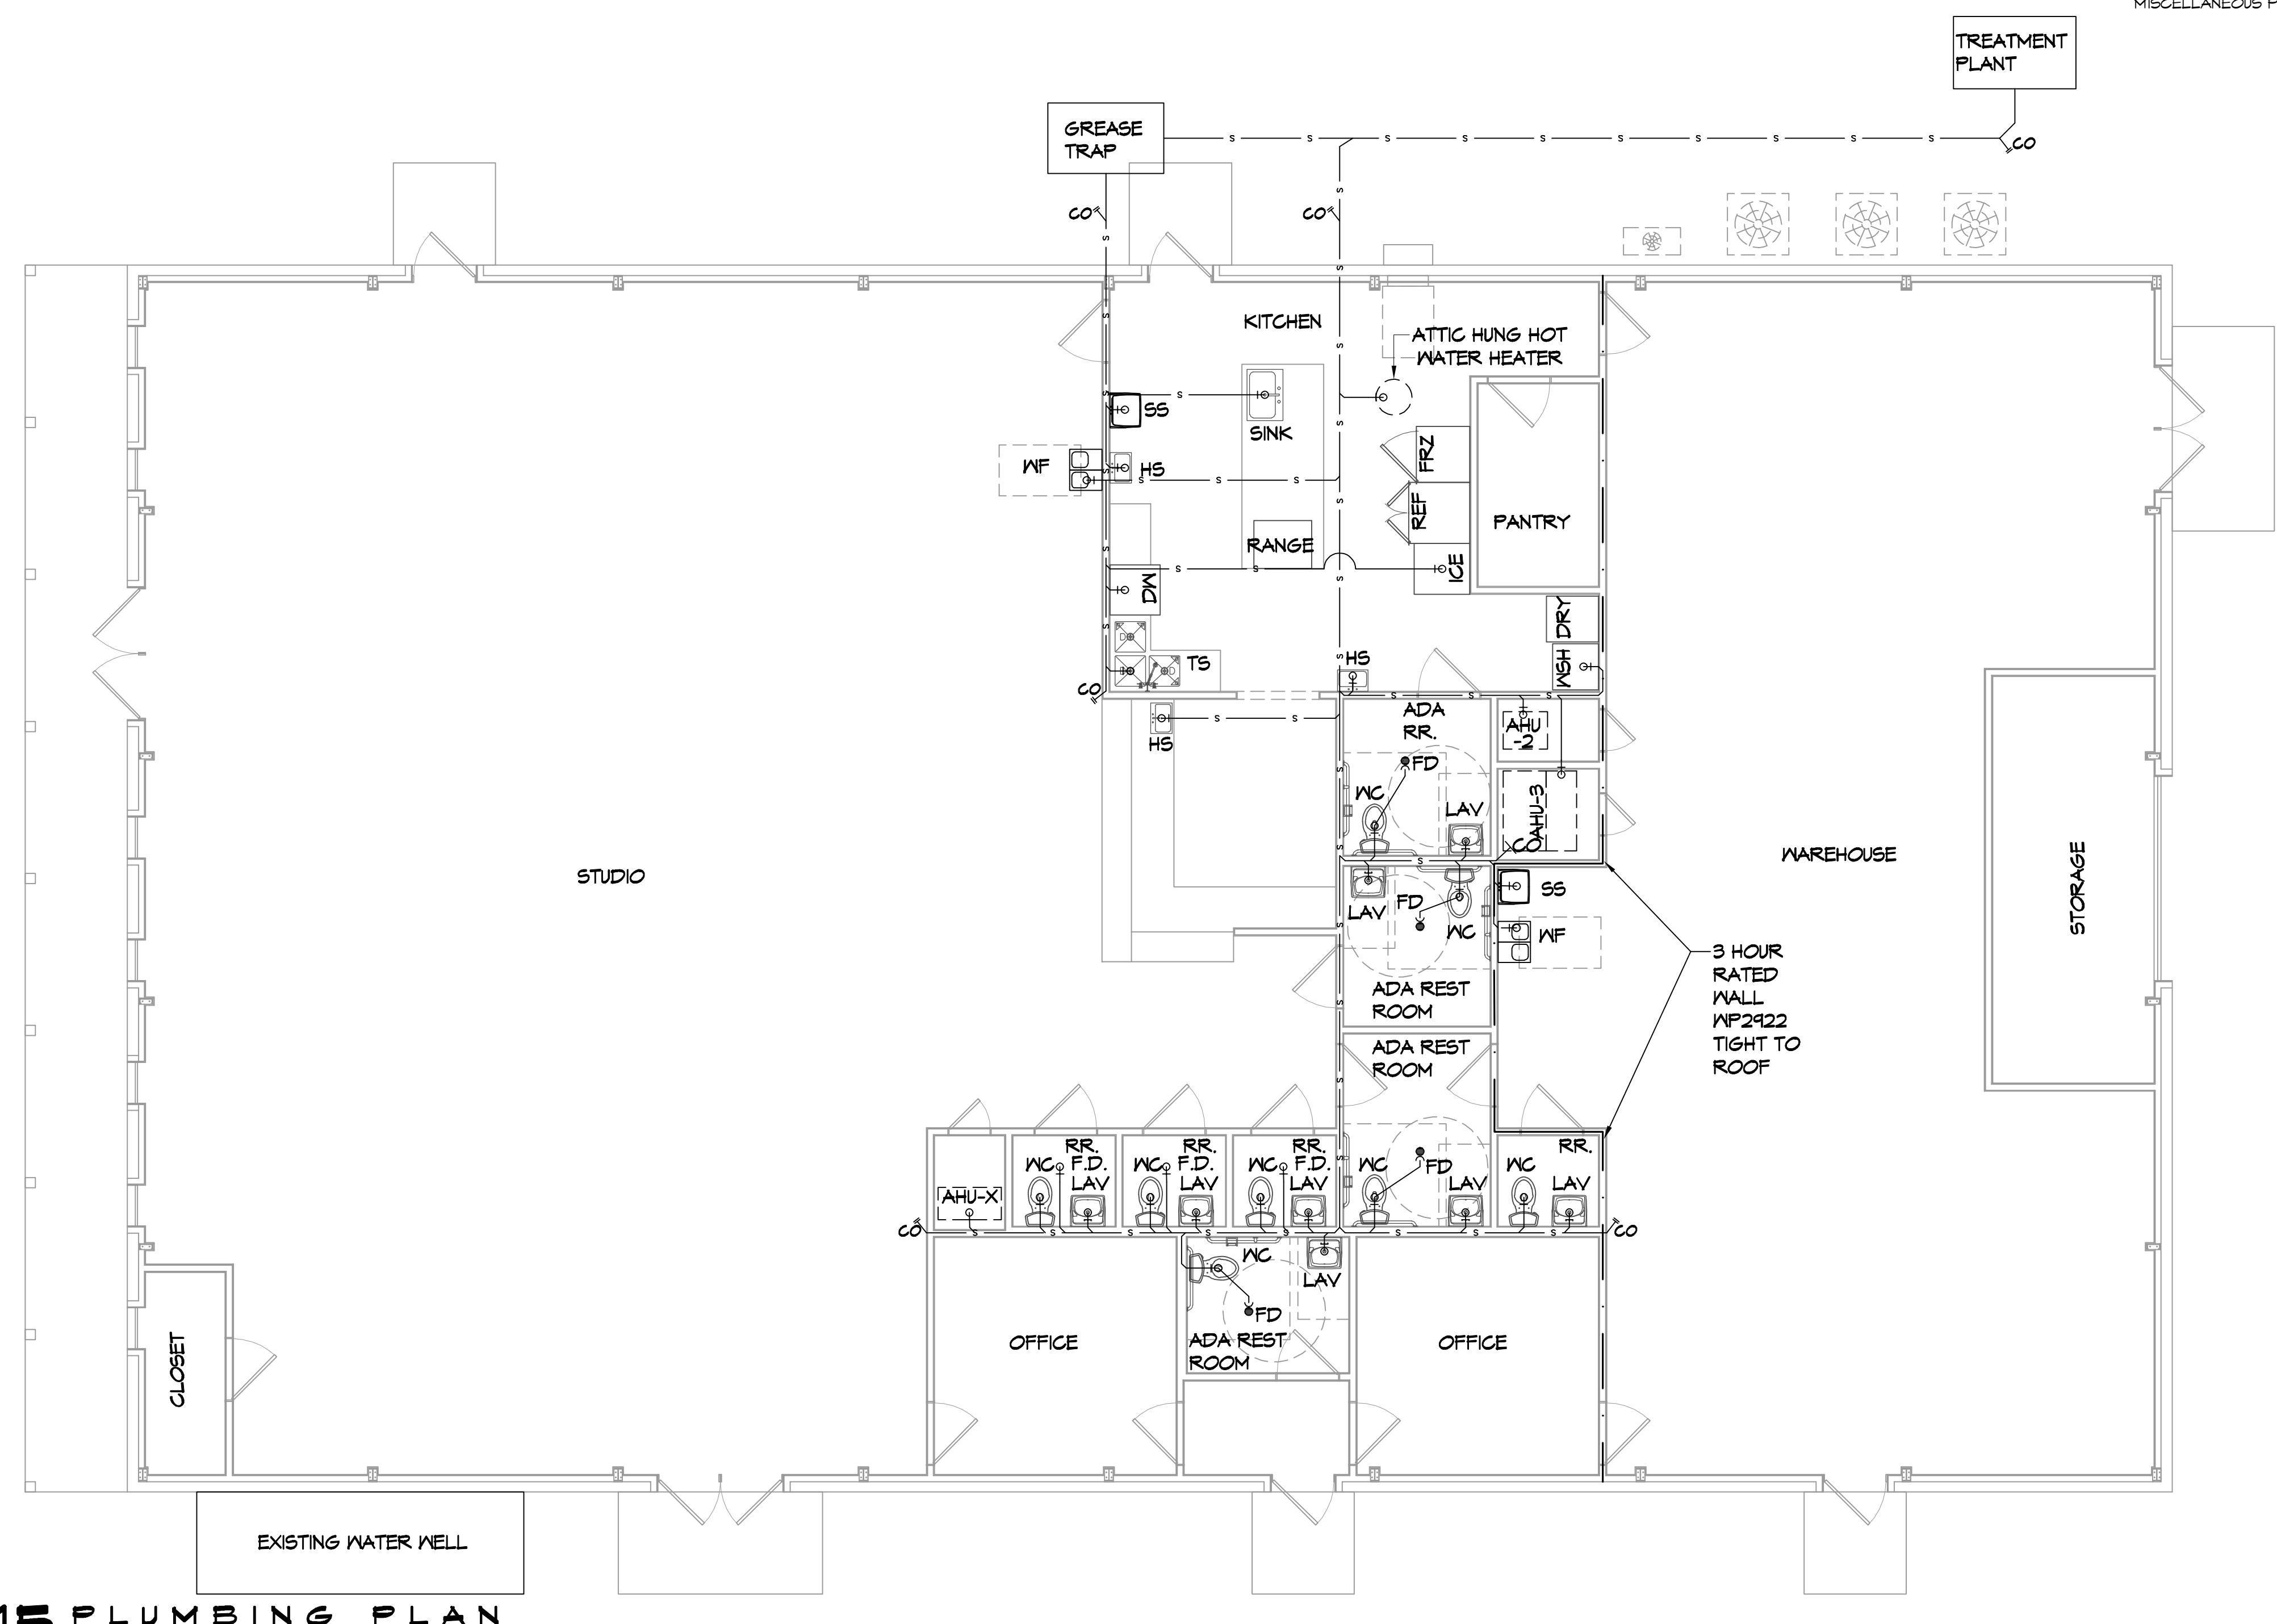 TREATMENT
PLANT
GREASE
TRAP
S S S S S S S S S S
CO
CO
CO
KITCHEN
ATTIC HUNG HOT
WATER HEATER
SS
SINK
FRZ
WF
HS
REF
PANTRY
RANGE
ICE
DW
DRY
TS
HS
WSH
CO
HS
ADA
RR.
AHU
-2
FD
WC
LAV
AHU-3
CO
STUDIO
WAREHOUSE
STORAGE
SS
LAV
FD
WC
WF
3 HOUR
RATED
WALL
WP2922
TIGHT TO
ROOF
ADA REST
ROOM
ADA REST
ROOM
RR.
WC F.D.
LAV
RR.
WC F.D.
LAV
RR.
WC F.D.
LAV
WC
FD
LAV
RR.
WC
LAV
AHU-X
CO
CO
WC
LAV
FD
ADA REST
ROOM
OFFICE
OFFICE
CLOSET
EXISTING WATER WELL
PLUMBING PLAN